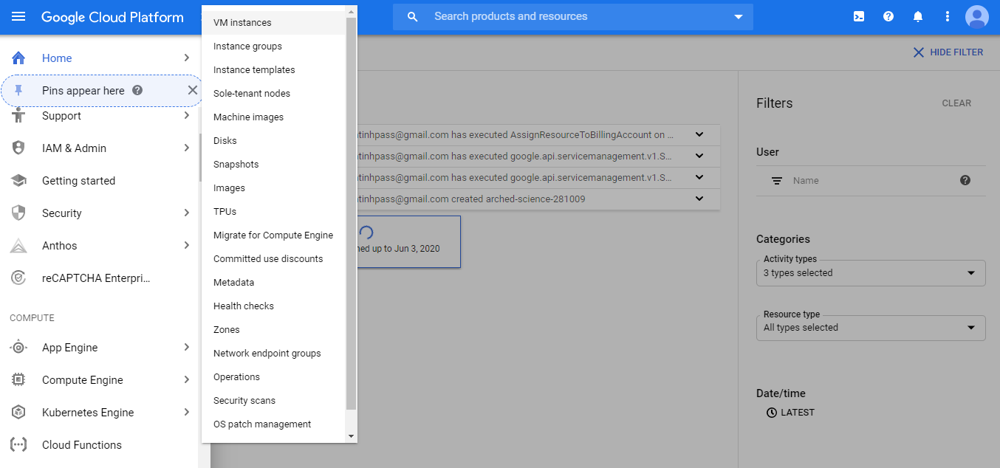 Google Cloud Platform
Search products and resources
Home
Pins appear here
Support
IAM & Admin
Getting started
Security
Anthos
reCAPTCHA Enterpri...
COMPUTE
App Engine
Compute Engine
Kubernetes Engine
Cloud Functions
VM instances
Instance groups
Instance templates
Sole-tenant nodes
Machine images
Disks
Snapshots
Images
TPUs
Migrate for Compute Engine
Committed use discounts
Metadata
Health checks
Zones
Network endpoint groups
Operations
Security scans
OS patch management
HIDE FILTER
tinhpass@gmail.com has executed AssignResourceToBillingAccount on ...
tinhpass@gmail.com has executed google.api.servicemanagement.v1.S...
tinhpass@gmail.com has executed google.api.servicemanagement.v1.S...
tinhpass@gmail.com created arched-science-281009
ned up to Jun 3, 2020
Filters
CLEAR
User
Name
Categories
Activity types
3 types selected
Resource type
All types selected
Date/time
LATEST